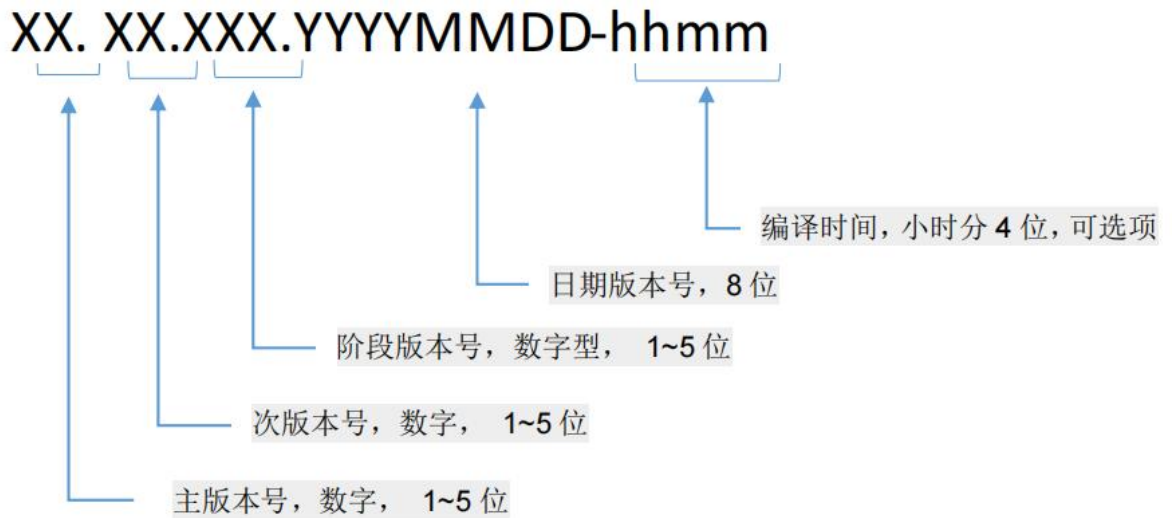 XX. XX.XXX.YYYYMMDD-hhmm
编译时间，小时分 4 位，可选项
日期版本号，8 位
阶段版本号，数字型， 1~5 位
次版本号，数字， 1~5 位
主版本号，数字， 1~5 位